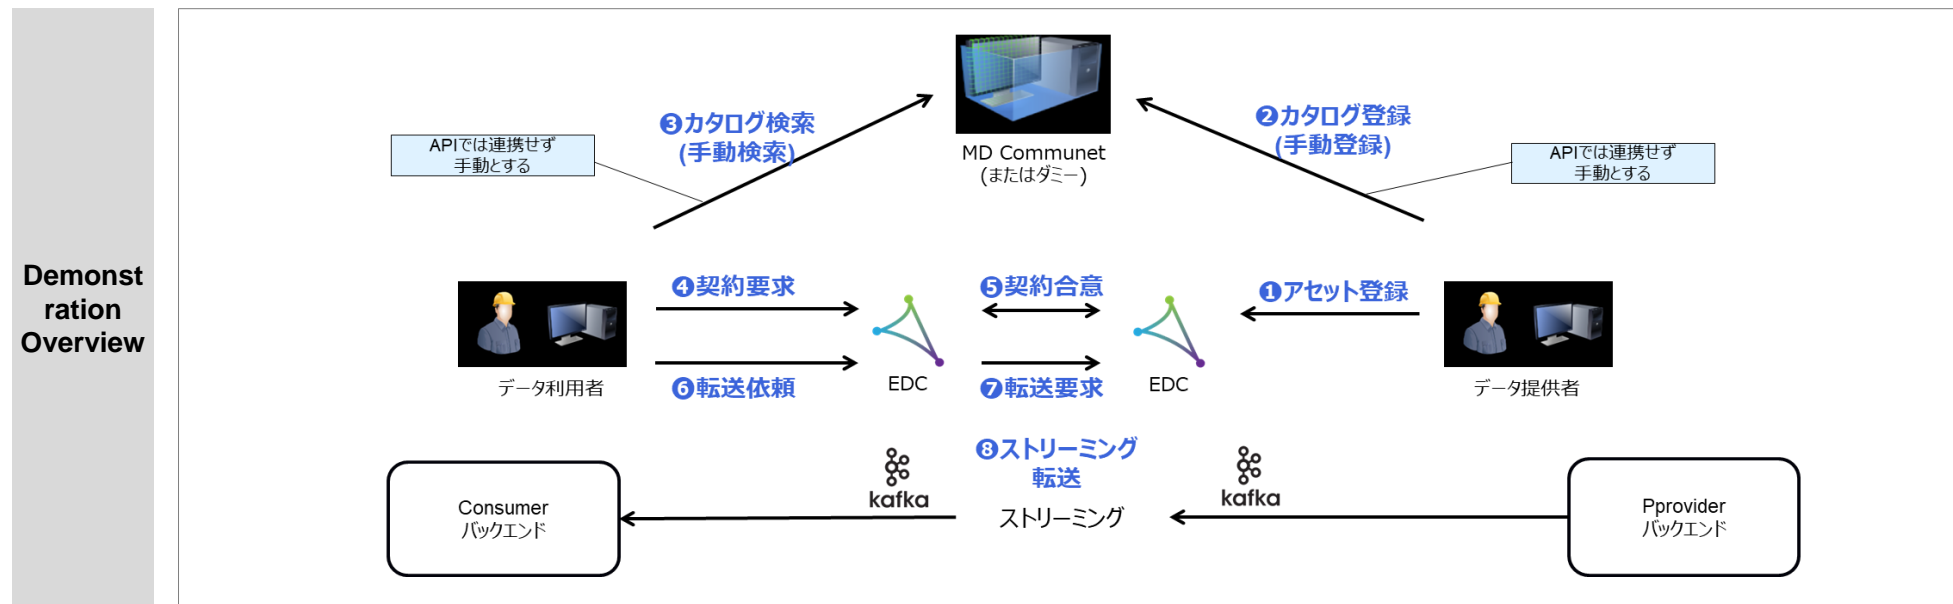 Demonst
ration
Overview
❸カタログ検索
(手動検索)
APIでは連携せず
手動とする
MD Communet
(またはダミー)
❷カタログ登録
(手動登録)
APIでは連携せず
手動とする
❹契約要求
❺契約合意
❶アセット登録
データ利用者
❻転送依頼
EDC
❼転送要求
EDC
データ提供者
❽ストリーミング
転送
kafka
kafka
Consumer
バックエンド
ストリーミング
Pprovider
バックエンド